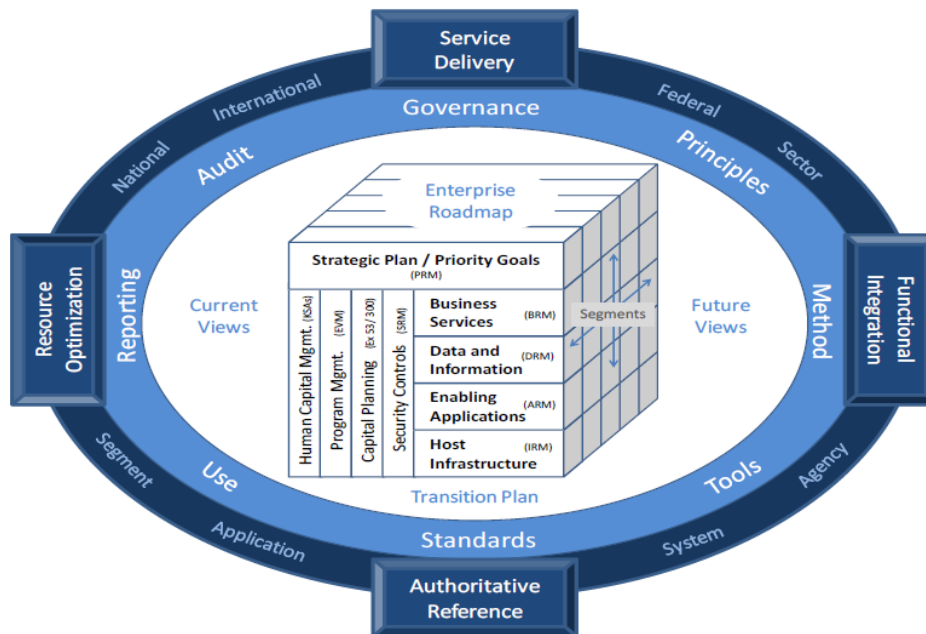 Service
Delivery
International
Federal
National
Sector
Governance
Audit
Principles
Enterprise
Roadmap
Strategic Plan / Priority Goals
(PRM)
Resource
Optimization
Reporting
Current
Views
Human Capital Mgmt. (KSAs)
Program Mgmt. (EVM)
Capital Planning (Ex 53/ 300)
Security Controls (SRM)
Business
Services (BRM)
Data and
Information (DRM)
Enabling
Applications (ARM)
Host
Infrastructure (IRM)
Segments
Future
Views
Method
Functional
Integration
Transition Plan
Use
Tools
Standards
Segment
Agency
Application
System
Authoritative
Reference